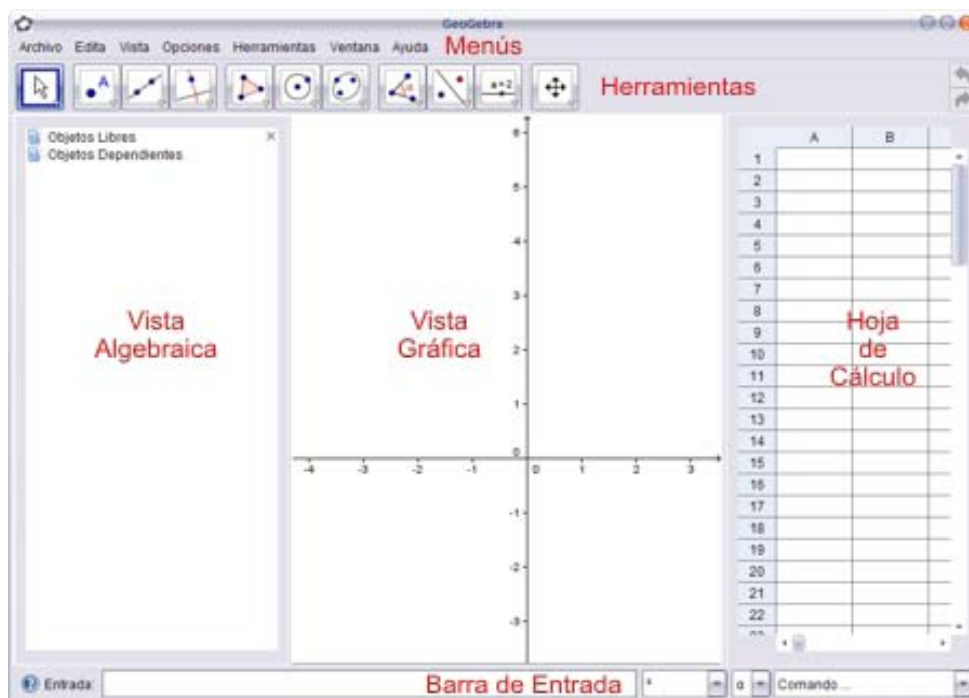 GeoGebra
Archivo Edita Vista Opciones Herramientas Ventana Ayuda Menús
A
α
a=2
Herramientas
Objetos Libres
Objetos Dependientes
Vista
Algebraica
Vista
Gráfica
6
5
4
3
2
1
0
-4 -3 -2 -1 0 1 2 3
-1
-2
-3
A B
1
2
3
4
5
6
7
8
9
10
11
12
13
14
15
16
17
18
19
20
21
22
23
Hoja
de
Cálculo
Entrada: Barra de Entrada α Comando ...